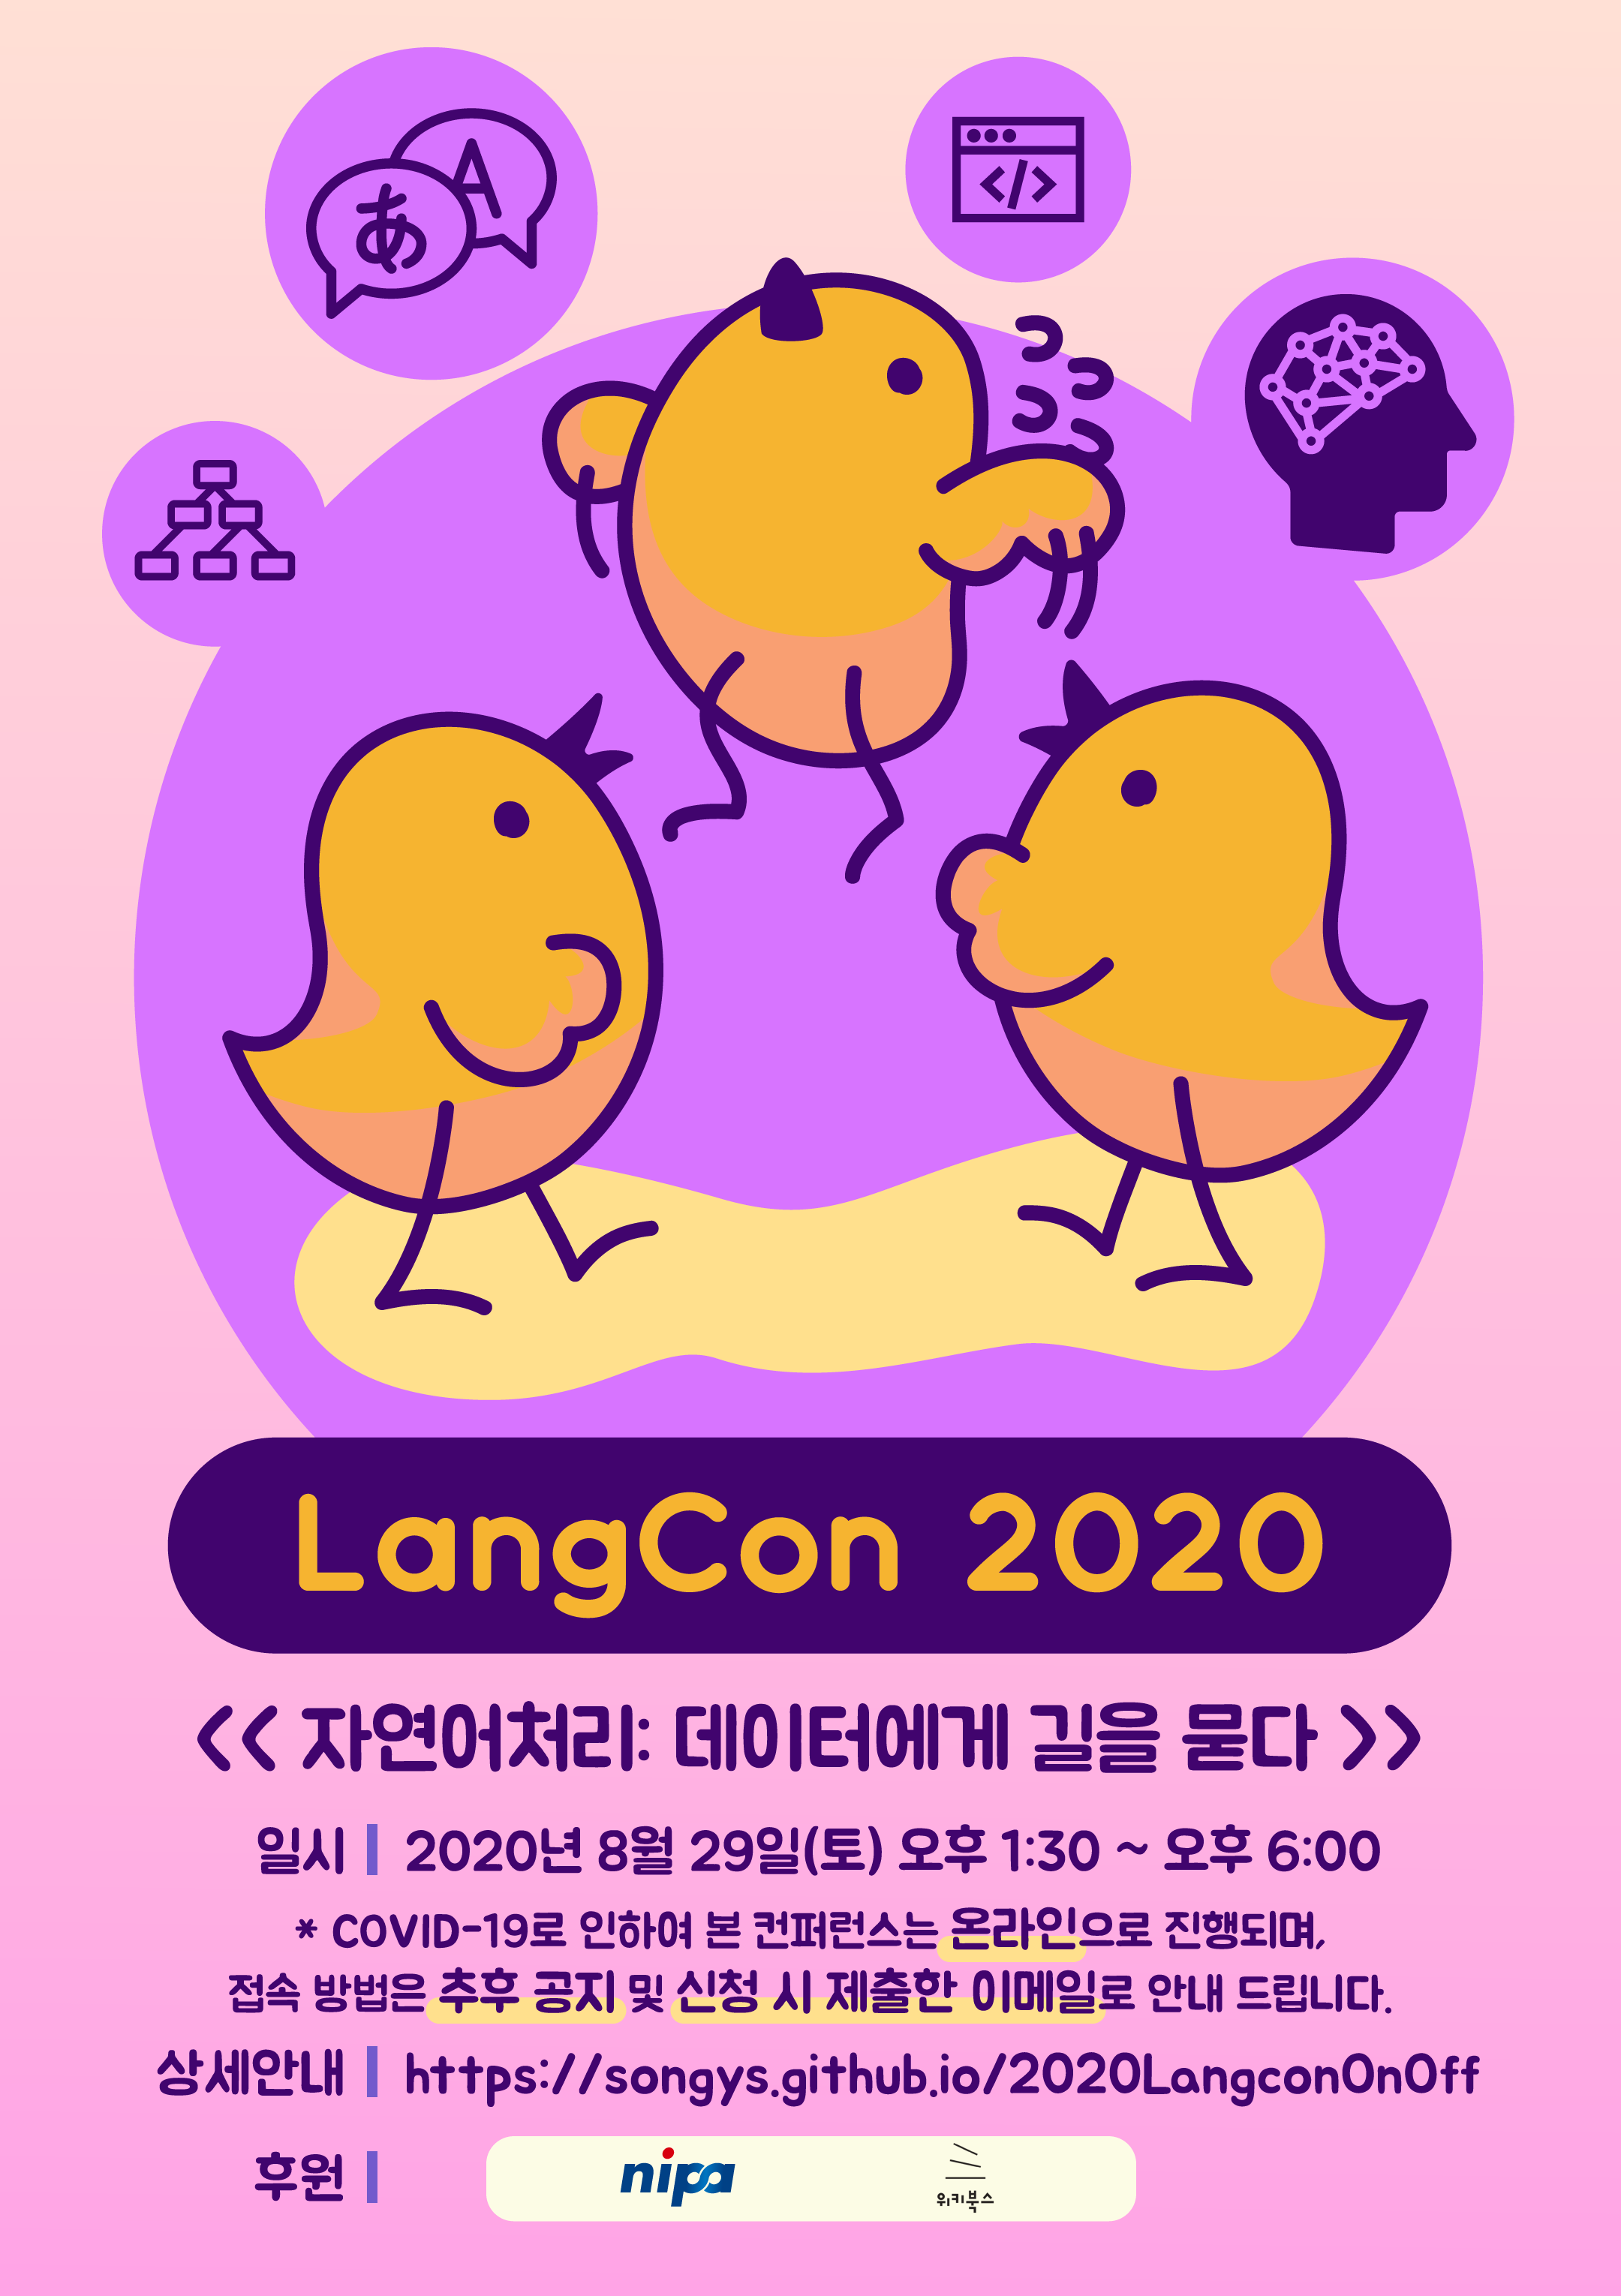 あ A
</>
LangCon 2020
<< 자연어처리: 데이터에게 길을 묻다 >>
일시 | 2020년 8월 29일(토) 오후 1:30 ~ 오후 6:00
* COVID-19로 인하여 본 컨퍼런스는 온라인으로 진행되며,
접속 방법은 추후 공지 및 신청 시 제출한 이메일로 안내 드립니다.
상세안내 | https://songys.github.io/2020LangconOnOff
후원 | nipa 위키북스